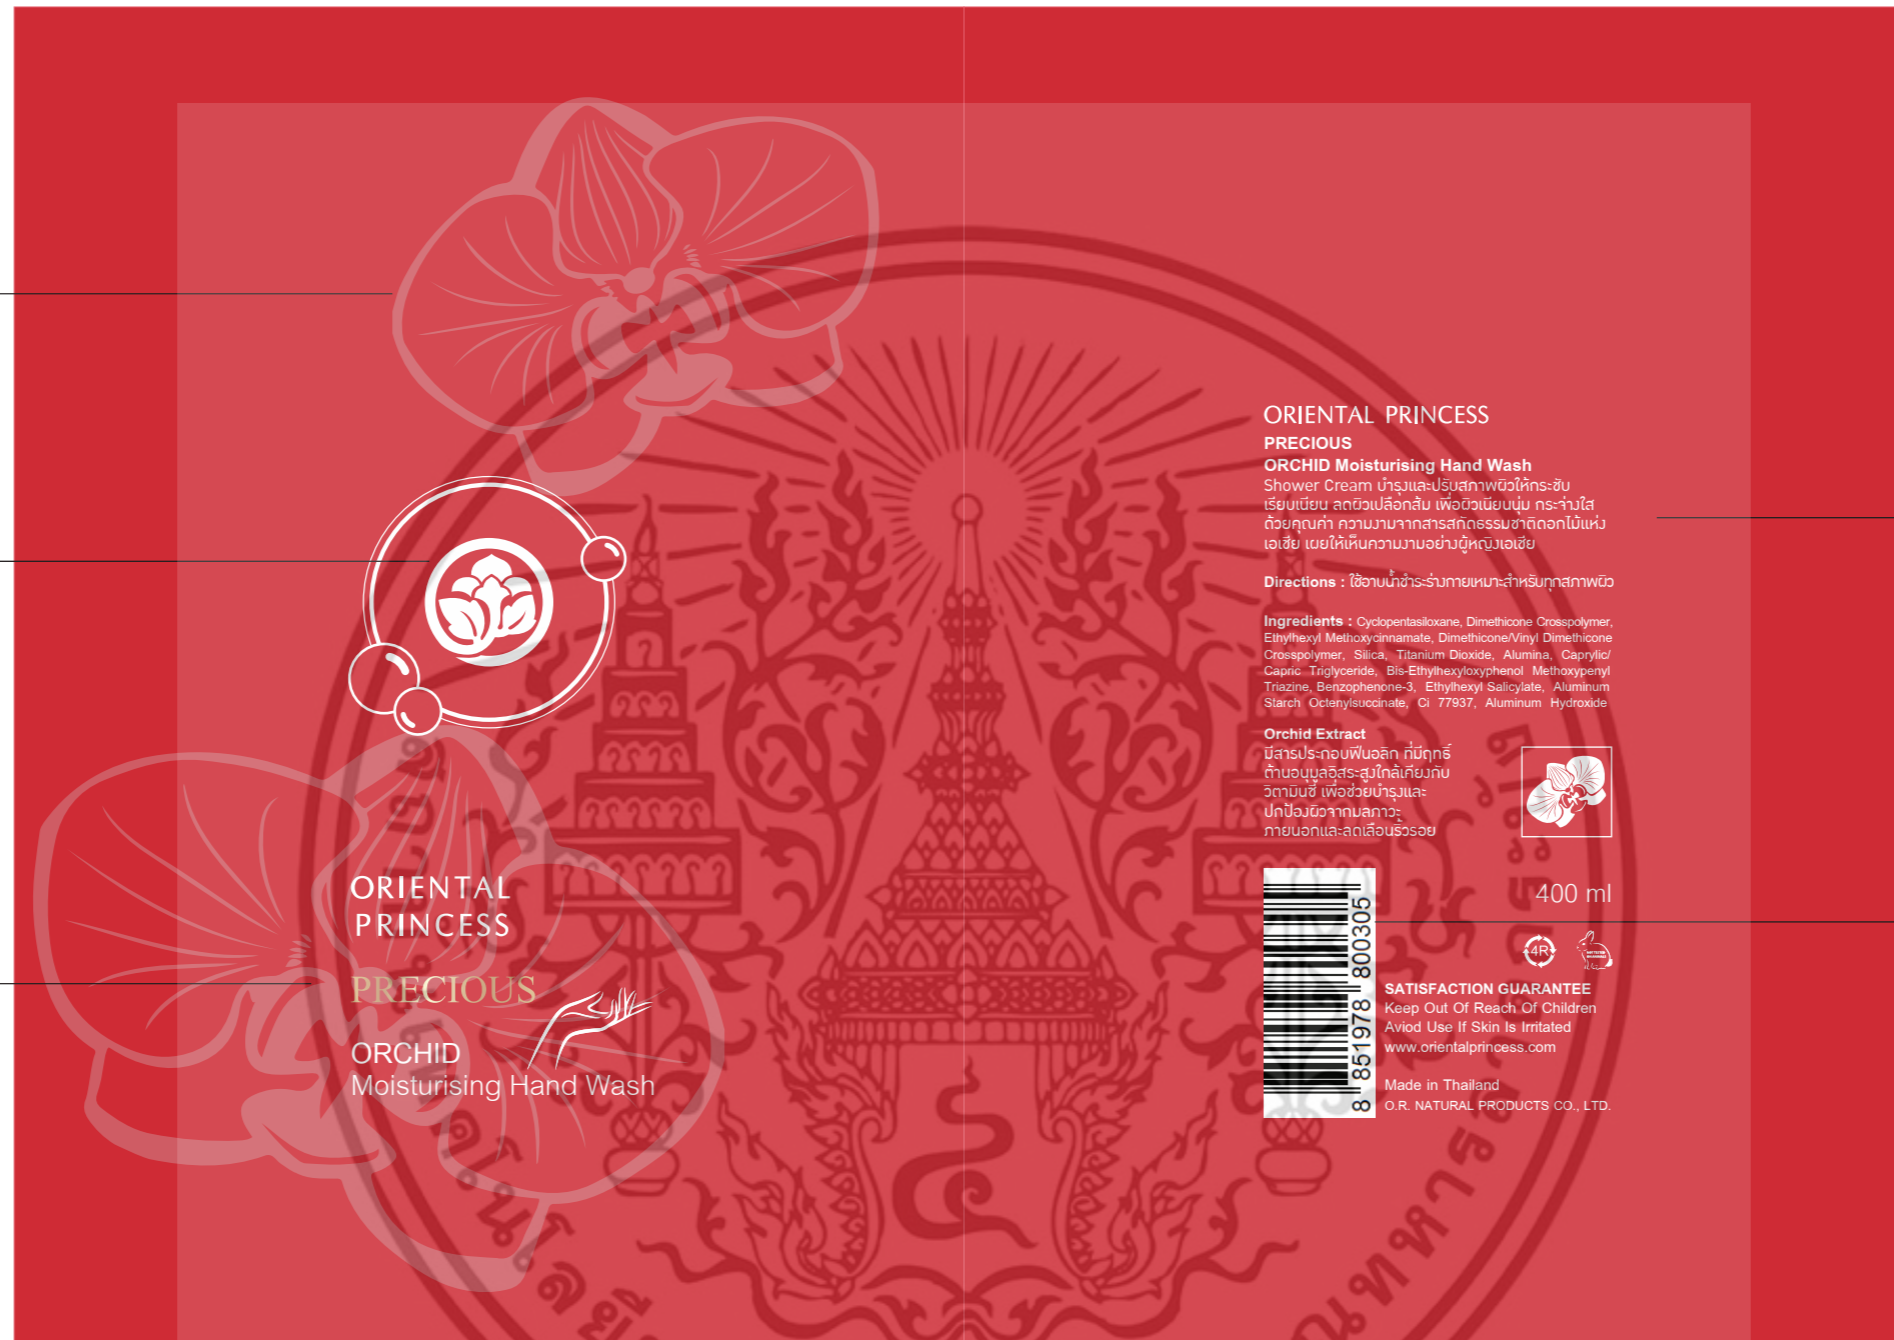 ORIENTAL
PRINCESS
PRECIOUS
ORCHID
Moisturising Hand Wash
ORIENTAL PRINCESS
PRECIOUS
ORCHID Moisturising Hand Wash
Shower Cream บำรุงและปรับสภาพผิวให้กระชับ
เรียบเนียน ลดผิวเปลือกส้ม เพื่อผิวเนียนนุ่ม กระจ่างใส
ด้วยคุณค่า ความงามจากสารสกัดธรรมชาติดอกไม้แห่ง
เอเชีย เผยให้เห็นความงามอย่างผู้หญิงเอเชีย
Directions : ใช้อาบน้ำชำระร่างกายเหมาะสำหรับทุกสภาพผิว
Ingredients : Cyclopentasiloxane, Dimethicone Crosspolymer,
Ethylhexyl Methoxycinnamate, Dimethicone/Vinyl Dimethicone
Crosspolymer, Silica, Titanium Dioxide, Alumina, Caprylic/
Capric Triglyceride, Bis-Ethylhexyloxyphenol Methoxypenyl
Triazine, Benzophenone-3, Ethylhexyl Salicylate, Aluminum
Starch Octenylsuccinate, Ci 77937, Aluminum Hydroxide
Orchid Extract
มีสารประกอบฟีนอลิก ที่มีฤทธิ์
ต้านอนุมูลอิสระสูงใกล้เคียงกับ
วิตามินซี เพื่อช่วยบำรุงและ
ปกป้องผิวจากมลภาวะ
ภายนอกและลดเลือนริ้วรอย
400 ml
4R
8 851978 800305
SATISFACTION GUARANTEE
Keep Out Of Reach Of Children
Aviod Use If Skin Is Irritated
www.orientalprincess.com
Made in Thailand
O.R. NATURAL PRODUCTS CO., LTD.